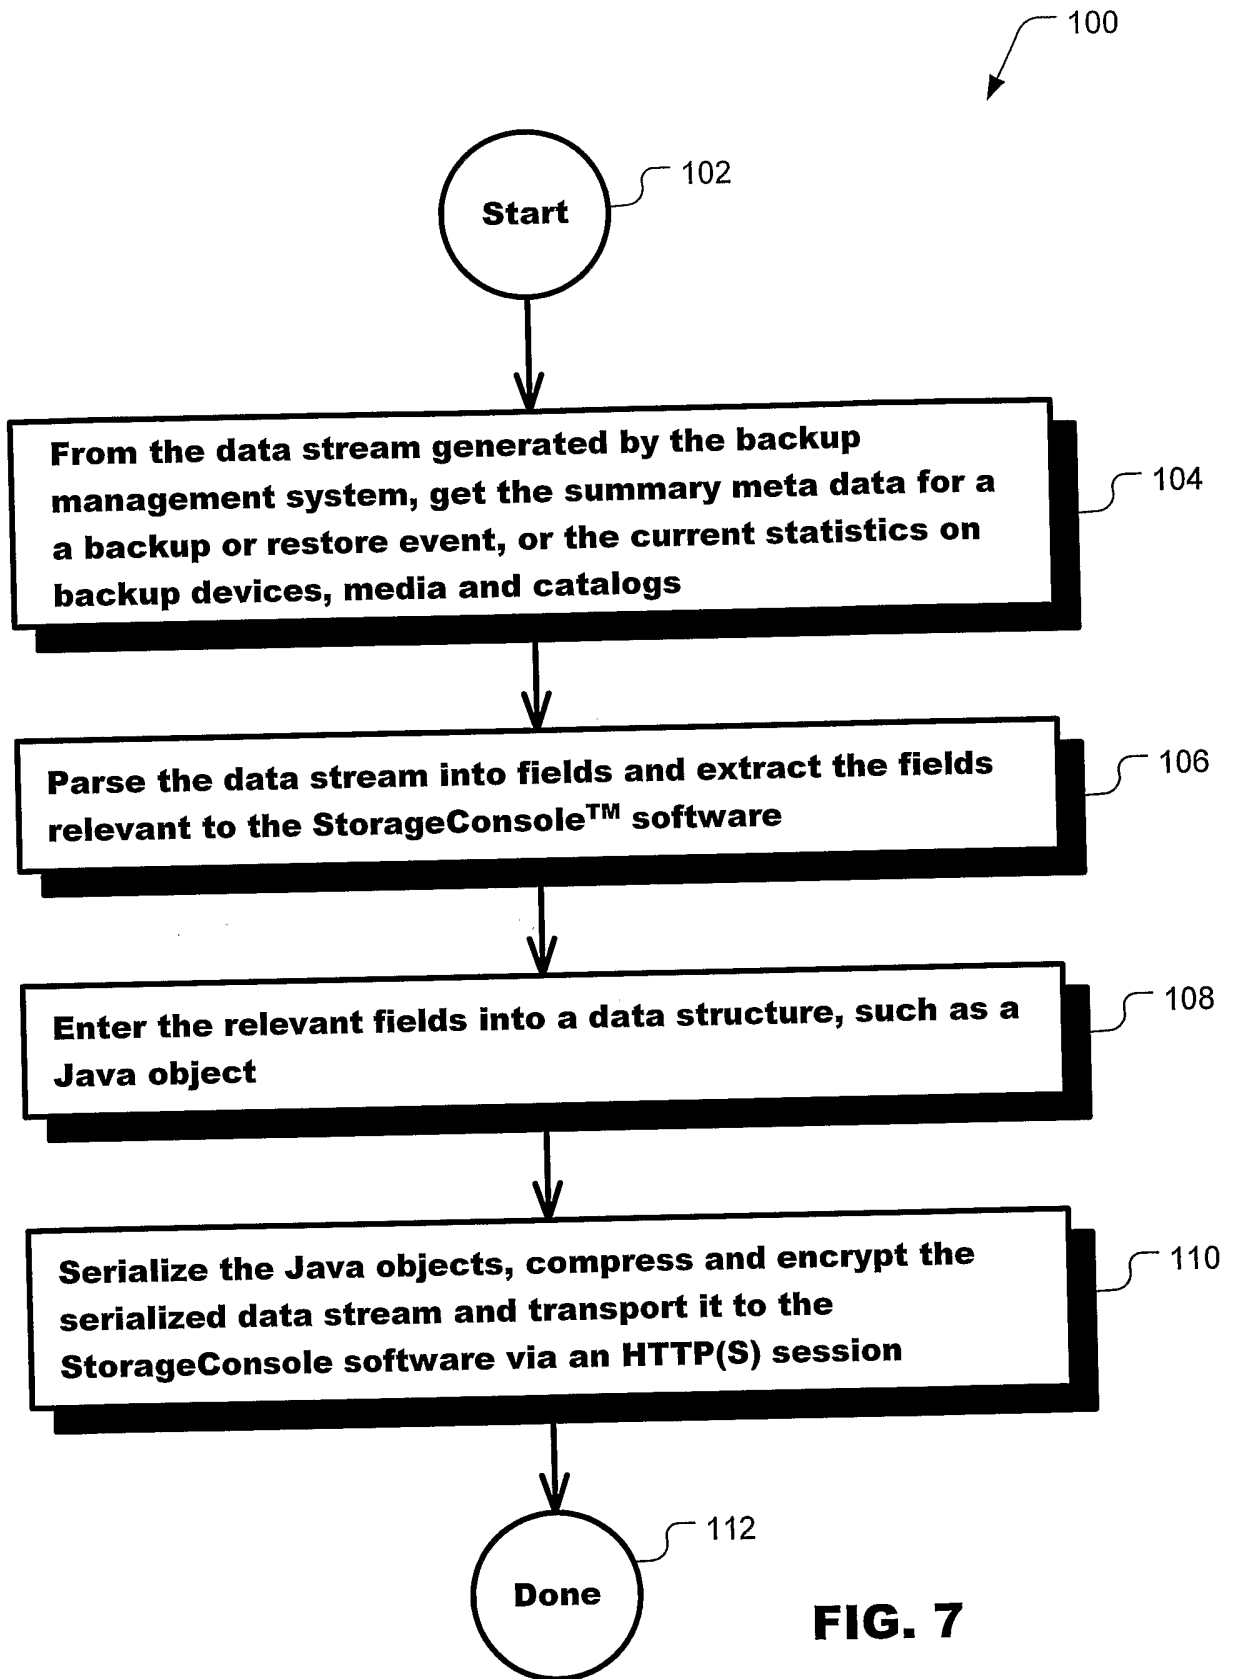 100
102
Start
From the data stream generated by the backup
management system, get the summary meta data for a
a backup or restore event, or the current statistics on
backup devices, media and catalogs
104
Parse the data stream into fields and extract the fields
relevant to the StorageConsole™ software
106
Enter the relevant fields into a data structure, such as a
Java object
108
Serialize the Java objects, compress and encrypt the
serialized data stream and transport it to the
StorageConsole software via an HTTP(S) session
110
112
Done
FIG. 7